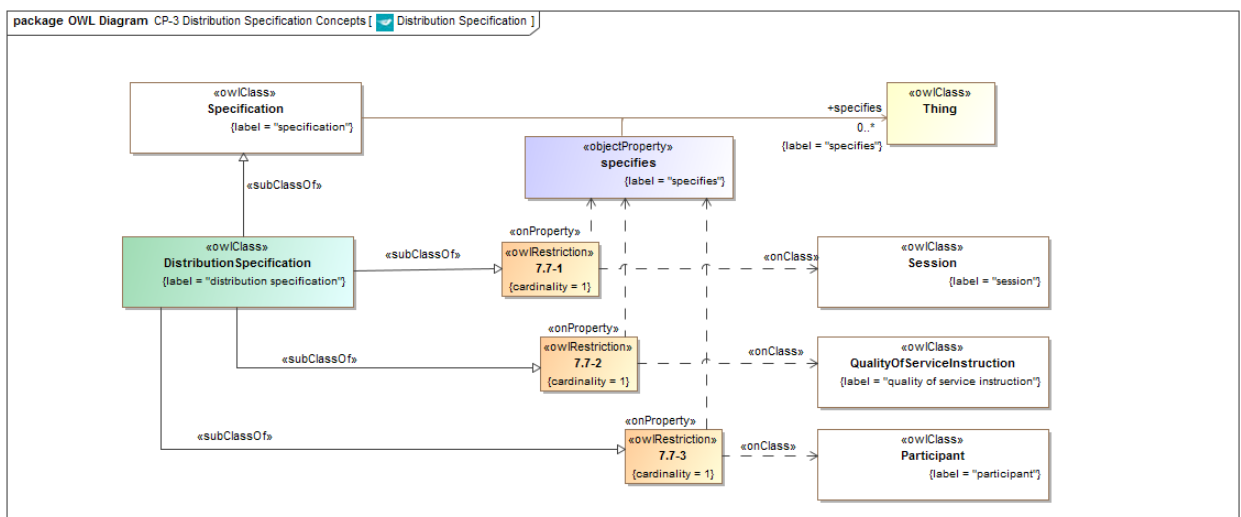 package OWL Diagram CP-3 Distribution Specification Concepts [ Distribution Specification ]
«owlClass»
Specification
{label = "specification"}
+specifies
0..*
{label = "specifies"}
«owlClass»
Thing
«objectProperty»
specifies
{label = "specifies"}
«subClassOf»
«owlClass»
DistributionSpecification
{label = "distribution specification"}
«subClassOf»
«onProperty»
«owlRestriction»
7.7-1
{cardinality = 1}
«onClass»
«owlClass»
Session
{label = "session"}
«subClassOf»
«onProperty»
«owlRestriction»
7.7-2
{cardinality = 1}
«onClass»
«owlClass»
QualityOfServiceInstruction
{label = "quality of service instruction"}
«subClassOf»
«onProperty»
«owlRestriction»
7.7-3
{cardinality = 1}
«onClass»
«owlClass»
Participant
{label = "participant"}